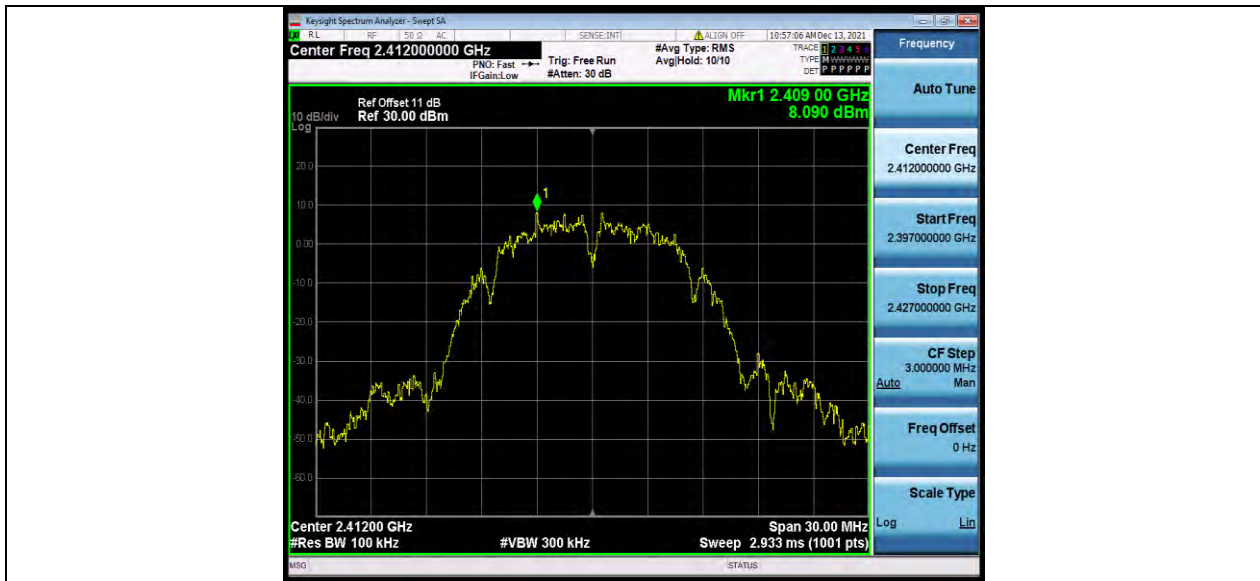 Keysight Spectrum Analyzer - Swept SA
RL RF 50 Ω AC SENSE:INT ALIGN OFF 10:57:06 AM Dec 13, 2021
Center Freq 2.412000000 GHz
PNO: Fast
IFGain:Low
Trig: Free Run
#Atten: 30 dB
#Avg Type: RMS
Avg|Hold: 10/10
TRACE 1 2 3 4 5 6
TYPE M
DET P P P P P P
Ref Offset 11 dB
Ref 30.00 dBm
10 dB/div
Log
Mkr1 2.409 00 GHz
8.090 dBm
1
20.0
10.0
0.00
-10.0
-20.0
-30.0
-40.0
-50.0
-60.0
Center 2.41200 GHz
Span 30.00 MHz
#Res BW 100 kHz
#VBW 300 kHz
Sweep 2.933 ms (1001 pts)
MSG
STATUS
Frequency
Auto Tune
Center Freq
2.412000000 GHz
Start Freq
2.397000000 GHz
Stop Freq
2.427000000 GHz
CF Step
3.000000 MHz
Auto Man
Freq Offset
0 Hz
Scale Type
Log Lin